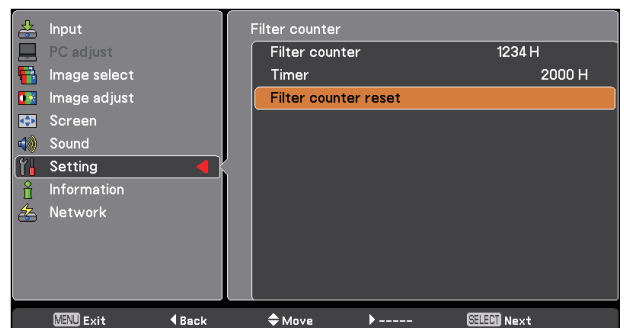 Input
PC adjust
Image select
Image adjust
Screen
Sound
Setting
Information
Network
Filter counter
Filter counter 1234 H
Timer 2000 H
Filter counter reset
MENU Exit Back Move ----- SELECT Next